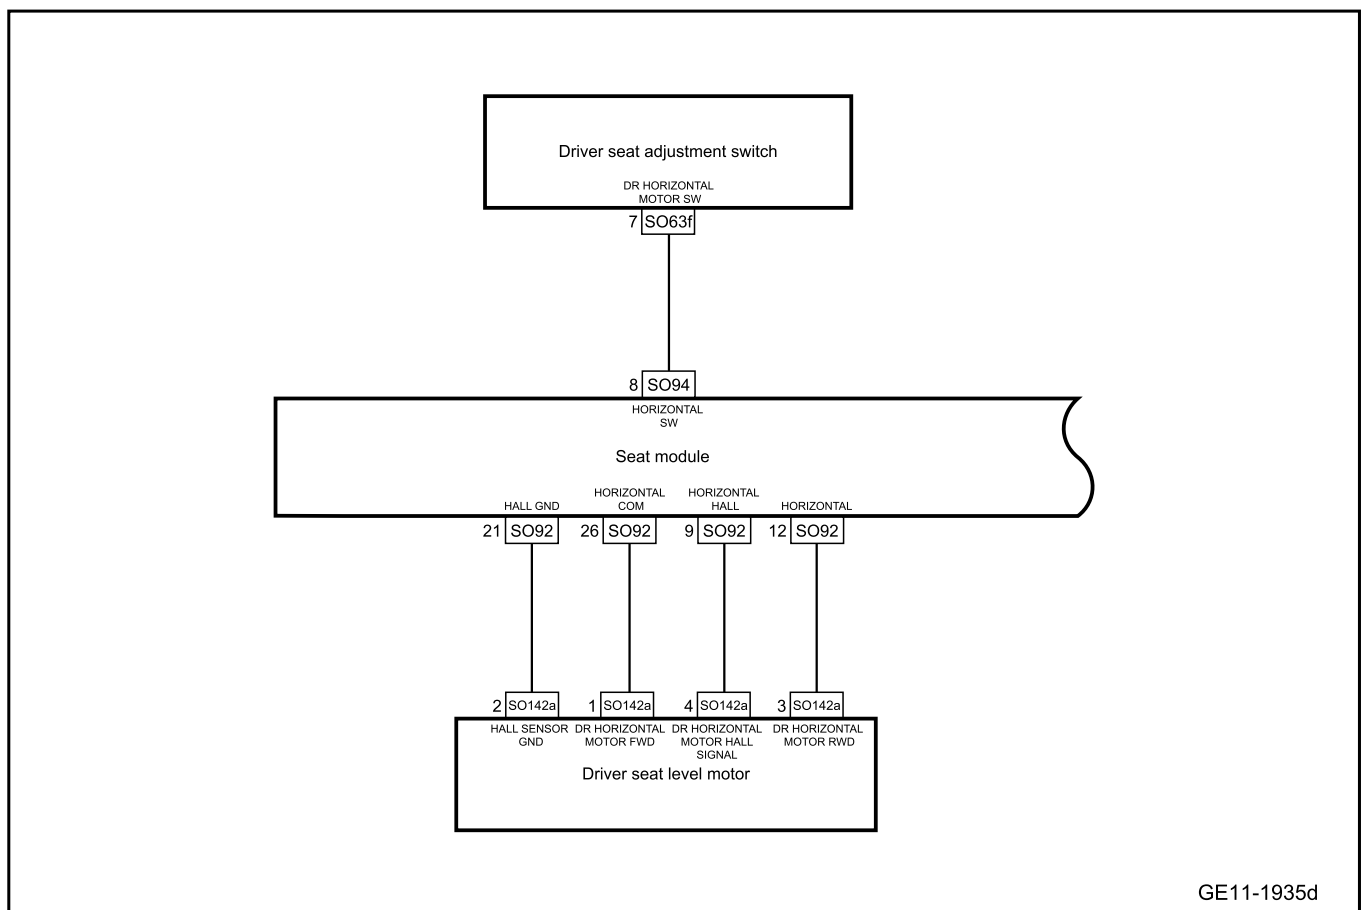 Driver seat adjustment switch
DR HORIZONTAL
MOTOR SW
7 SO63f
8 SO94
HORIZONTAL
SW
Seat module
HALL GND
HORIZONTAL
COM
HORIZONTAL
HALL
HORIZONTAL
21 SO92 26 SO92 9 SO92 12 SO92
2 SO142a 1 SO142a 4 SO142a 3 SO142a
HALL SENSOR
GND
DR HORIZONTAL
MOTOR FWD
DR HORIZONTAL
MOTOR HALL
SIGNAL
DR HORIZONTAL
MOTOR RWD
Driver seat level motor
GE11-1935d